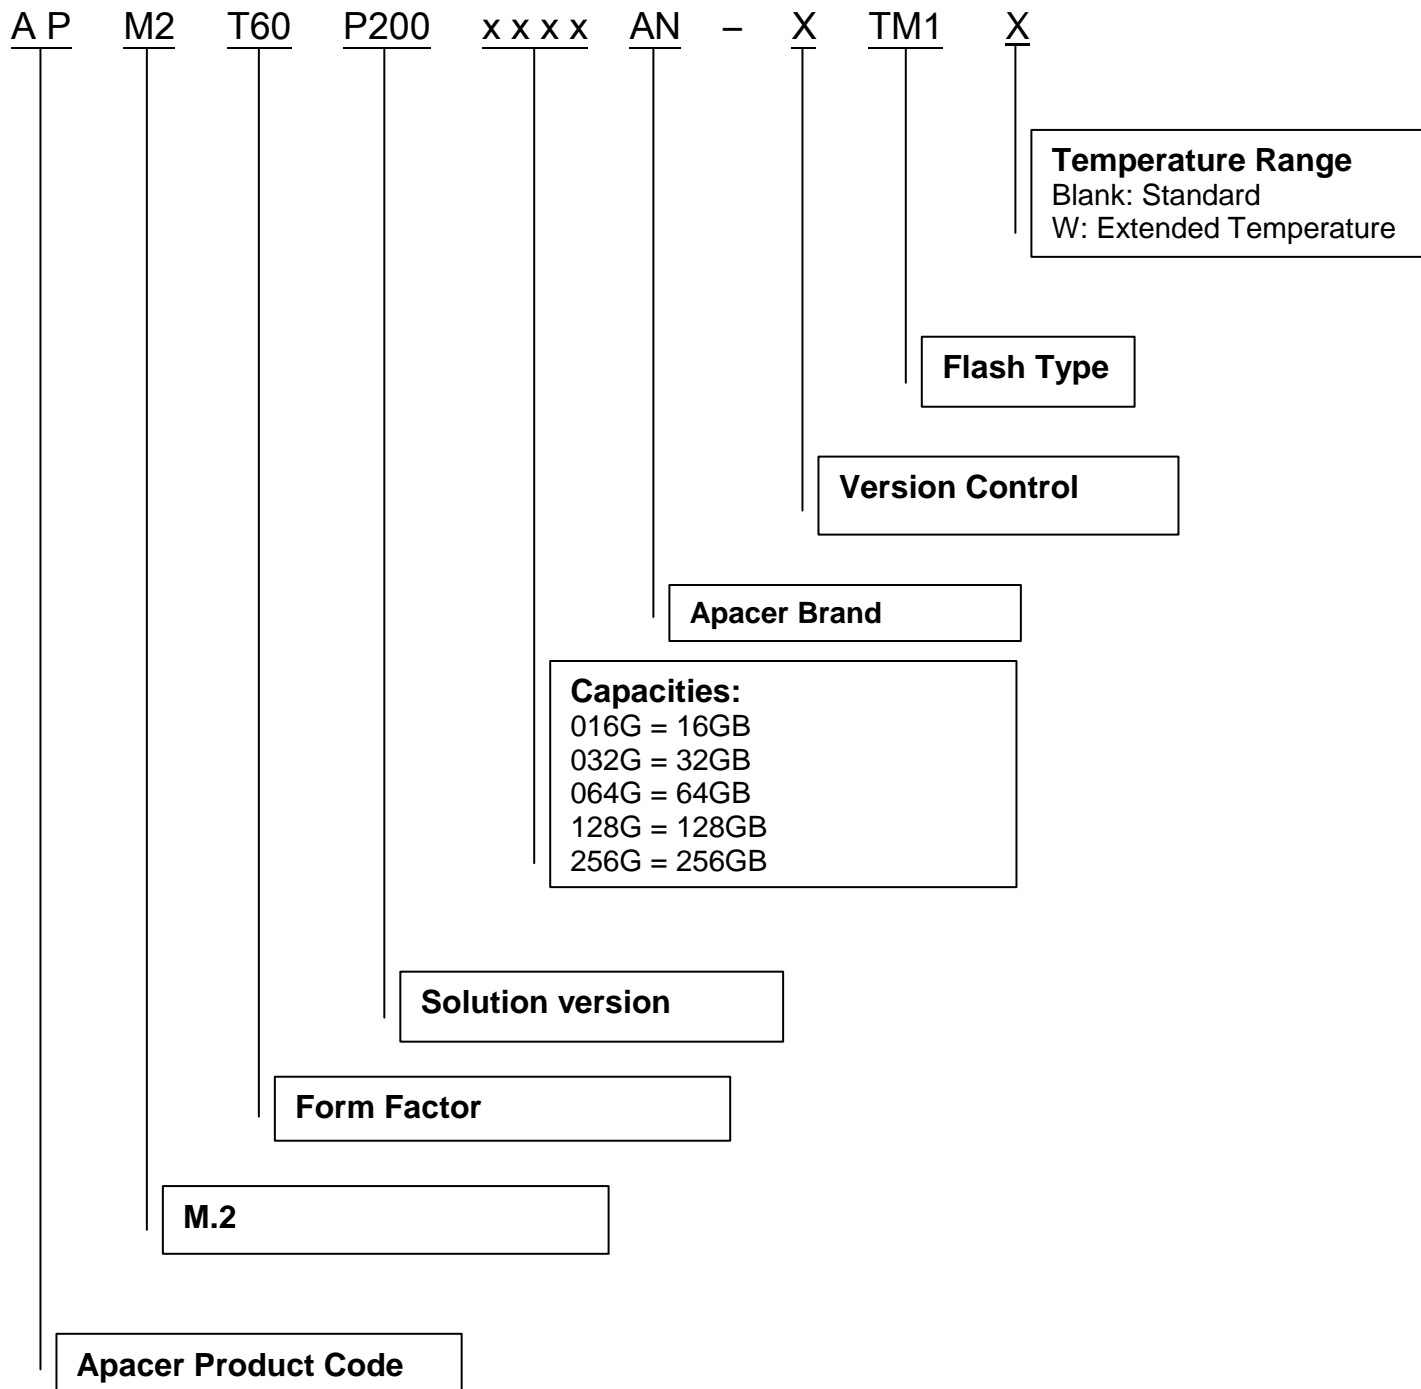 A P M2 T60 P200 x x x x AN – X TM1 X
Temperature Range
Blank: Standard
W: Extended Temperature
Flash Type
Version Control
Apacer Brand
Capacities:
016G = 16GB
032G = 32GB
064G = 64GB
128G = 128GB
256G = 256GB
Solution version
Form Factor
M.2
Apacer Product Code